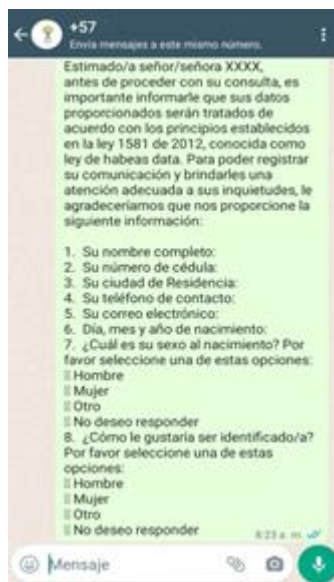 +57
Envía mensajes a este mismo número.
Estimado/a señor/señora XXXX,
antes de proceder con su consulta, es
importante informarle que sus datos
proporcionados serán tratados de
acuerdo con los principios establecidos
en la ley 1581 de 2012, conocida como
ley de habeas data. Para poder registrar
su comunicación y brindarles una
atención adecuada a sus inquietudes, le
agradeceríamos que nos proporcione la
siguiente información:
1. Su nombre completo:
2. Su número de cédula:
3. Su ciudad de Residencia:
4. Su teléfono de contacto:
5. Su correo electrónico:
6. Día, mes y año de nacimiento:
7. ¿Cuál es su sexo al nacimiento? Por
favor seleccione una de estas opciones:
Hombre
Mujer
Otro
No deseo responder
8. ¿Cómo le gustaría ser identificado/a?
Por favor seleccione una de estas
opciones:
Hombre
Mujer
Otro
No deseo responder
8:23 a. m.
Mensaje